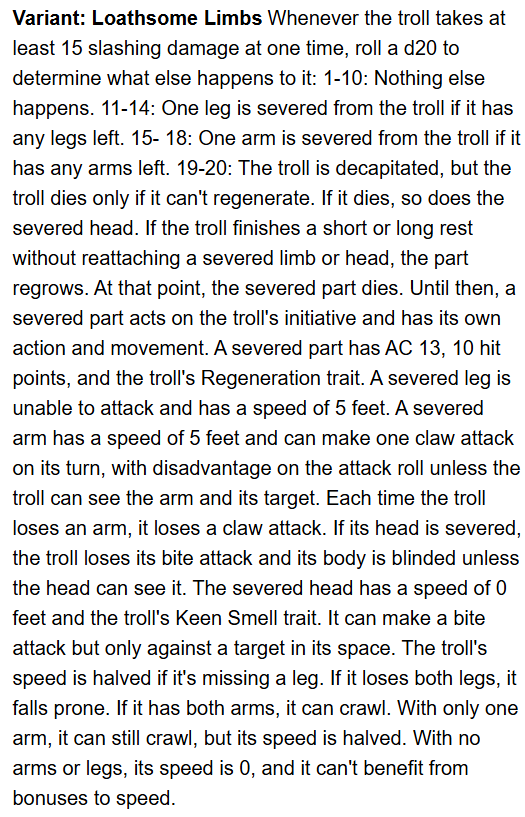 Variant: Loathsome Limbs Whenever the troll takes at
least 15 slashing damage at one time, roll a d20 to
determine what else happens to it: 1-10: Nothing else
happens. 11-14: One leg is severed from the troll if it has
any legs left. 15- 18: One arm is severed from the troll if it
has any arms left. 19-20: The troll is decapitated, but the
troll dies only if it can't regenerate. If it dies, so does the
severed head. If the troll finishes a short or long rest
without reattaching a severed limb or head, the part
regrows. At that point, the severed part dies. Until then, a
severed part acts on the troll's initiative and has its own
action and movement. A severed part has AC 13, 10 hit
points, and the troll's Regeneration trait. A severed leg is
unable to attack and has a speed of 5 feet. A severed
arm has a speed of 5 feet and can make one claw attack
on its turn, with disadvantage on the attack roll unless the
troll can see the arm and its target. Each time the troll
loses an arm, it loses a claw attack. If its head is severed,
the troll loses its bite attack and its body is blinded unless
the head can see it. The severed head has a speed of 0
feet and the troll's Keen Smell trait. It can make a bite
attack but only against a target in its space. The troll's
speed is halved if it's missing a leg. If it loses both legs, it
falls prone. If it has both arms, it can crawl. With only one
arm, it can still crawl, but its speed is halved. With no
arms or legs, its speed is 0, and it can't benefit from
bonuses to speed.